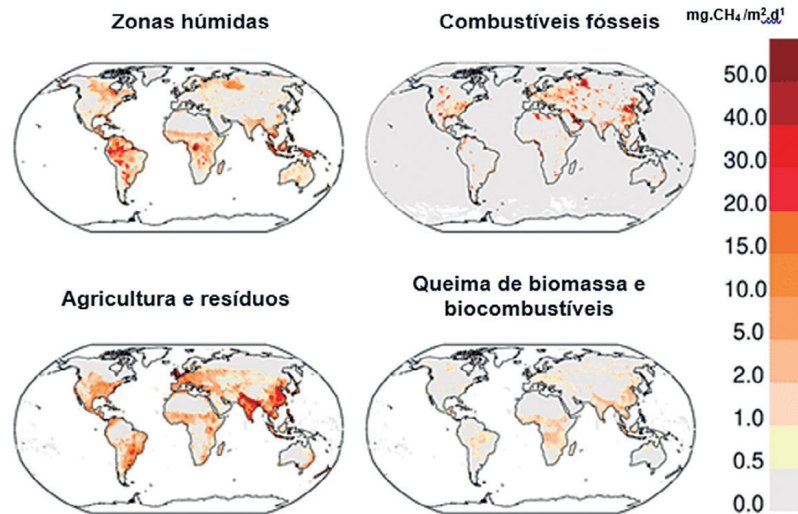 Zonas húmidas
Combustíveis fósseis
mg.CH₄/m².d¹
Agricultura e resíduos
Queima de biomassa e
biocombustíveis
50.0
40.0
30.0
20.0
15.0
10.0
5.0
2.0
1.0
0.5
0.0